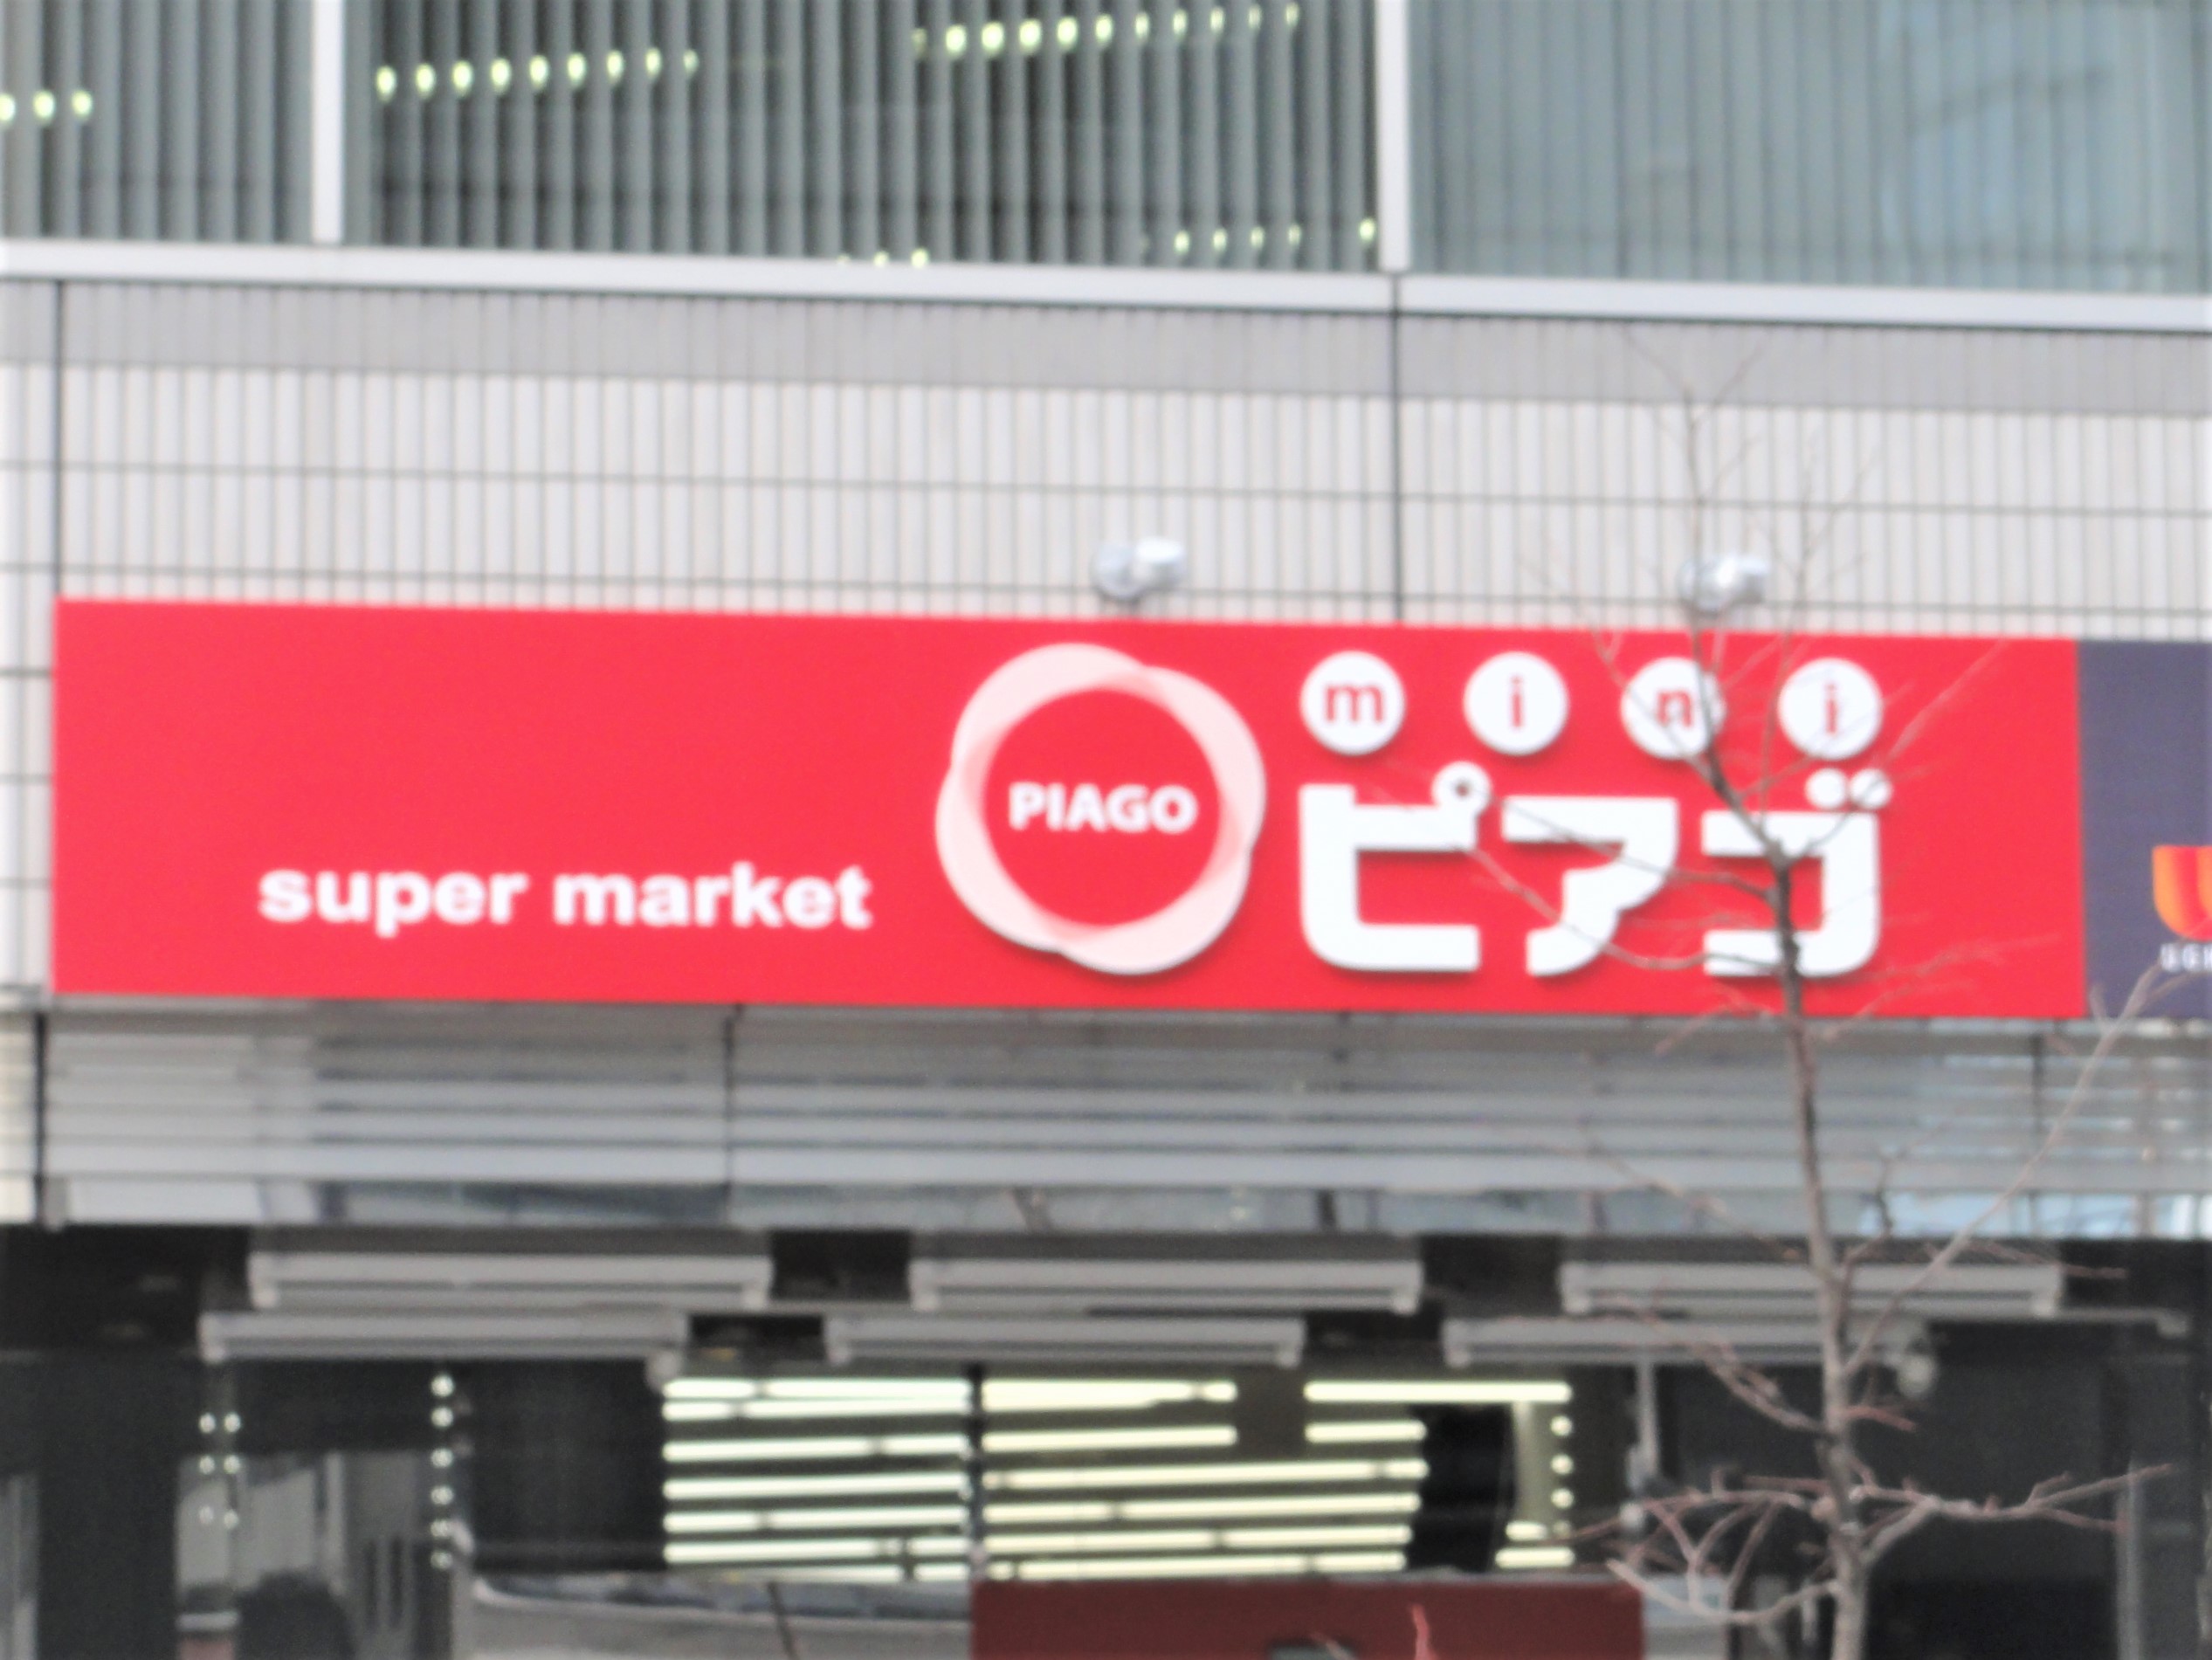 mini
PIAGO
ピアゴ
super market